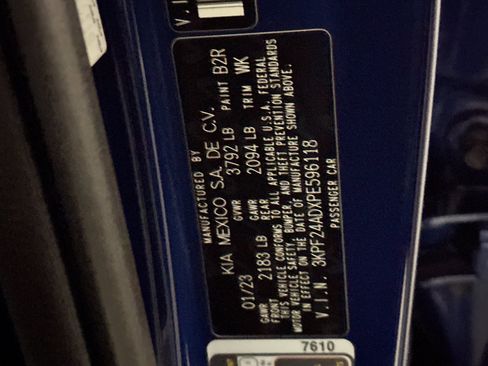 V.I
MANUFACTURED BY
KIA MEXICO S.A. DE C.V.
01/23 GVWR 3792 LB PAINT B2R
GAWR FRONT 2183 LB GAWR REAR 2094 LB TRIM WK
THIS VEHICLE CONFORMS TO ALL APPLICABLE U.S.A. FEDERAL
MOTOR VEHICLE SAFETY, BUMPER, AND THEFT PREVENTION STANDARDS
IN EFFECT ON THE DATE OF MANUFACTURE SHOWN ABOVE.
V.I.N. 3KPF24ADXPE596118
PASSENGER CAR
7610